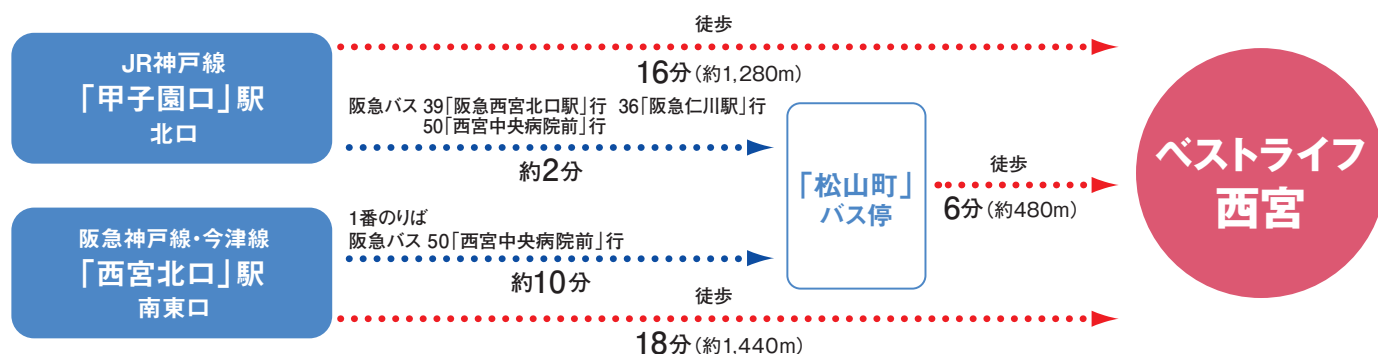 JR神戸線
「甲子園口」駅
北口
徒歩
16分(約1,280m)
阪急バス 39「阪急西宮北口駅」行 36「阪急仁川駅」行
50「西宮中央病院前」行
約2分
阪急神戸線・今津線
「西宮北口」駅
南東口
1番のりば
阪急バス 50「西宮中央病院前」行
約10分
「松山町」
バス停
徒歩
6分(約480m)
徒歩
18分(約1,440m)
ベストライフ
西宮